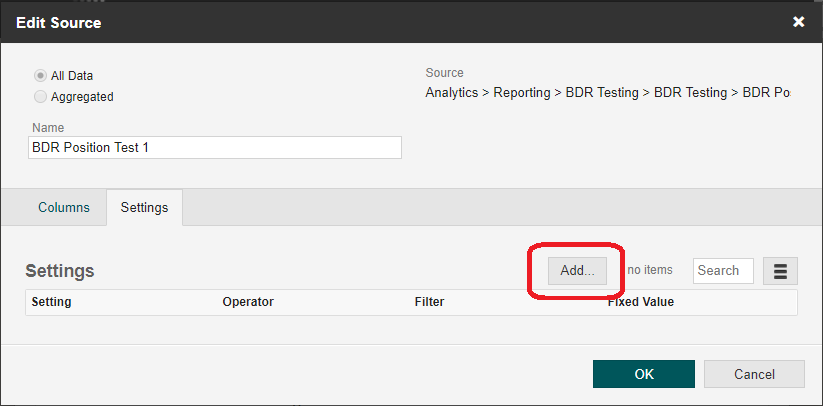 Edit Source
All Data
Aggregated
Source
Analytics > Reporting > BDR Testing > BDR Testing > BDR Po
Name
BDR Position Test 1
Columns
Settings
Settings
Add...
no items
Search
Setting Operator Filter Fixed Value
OK
Cancel